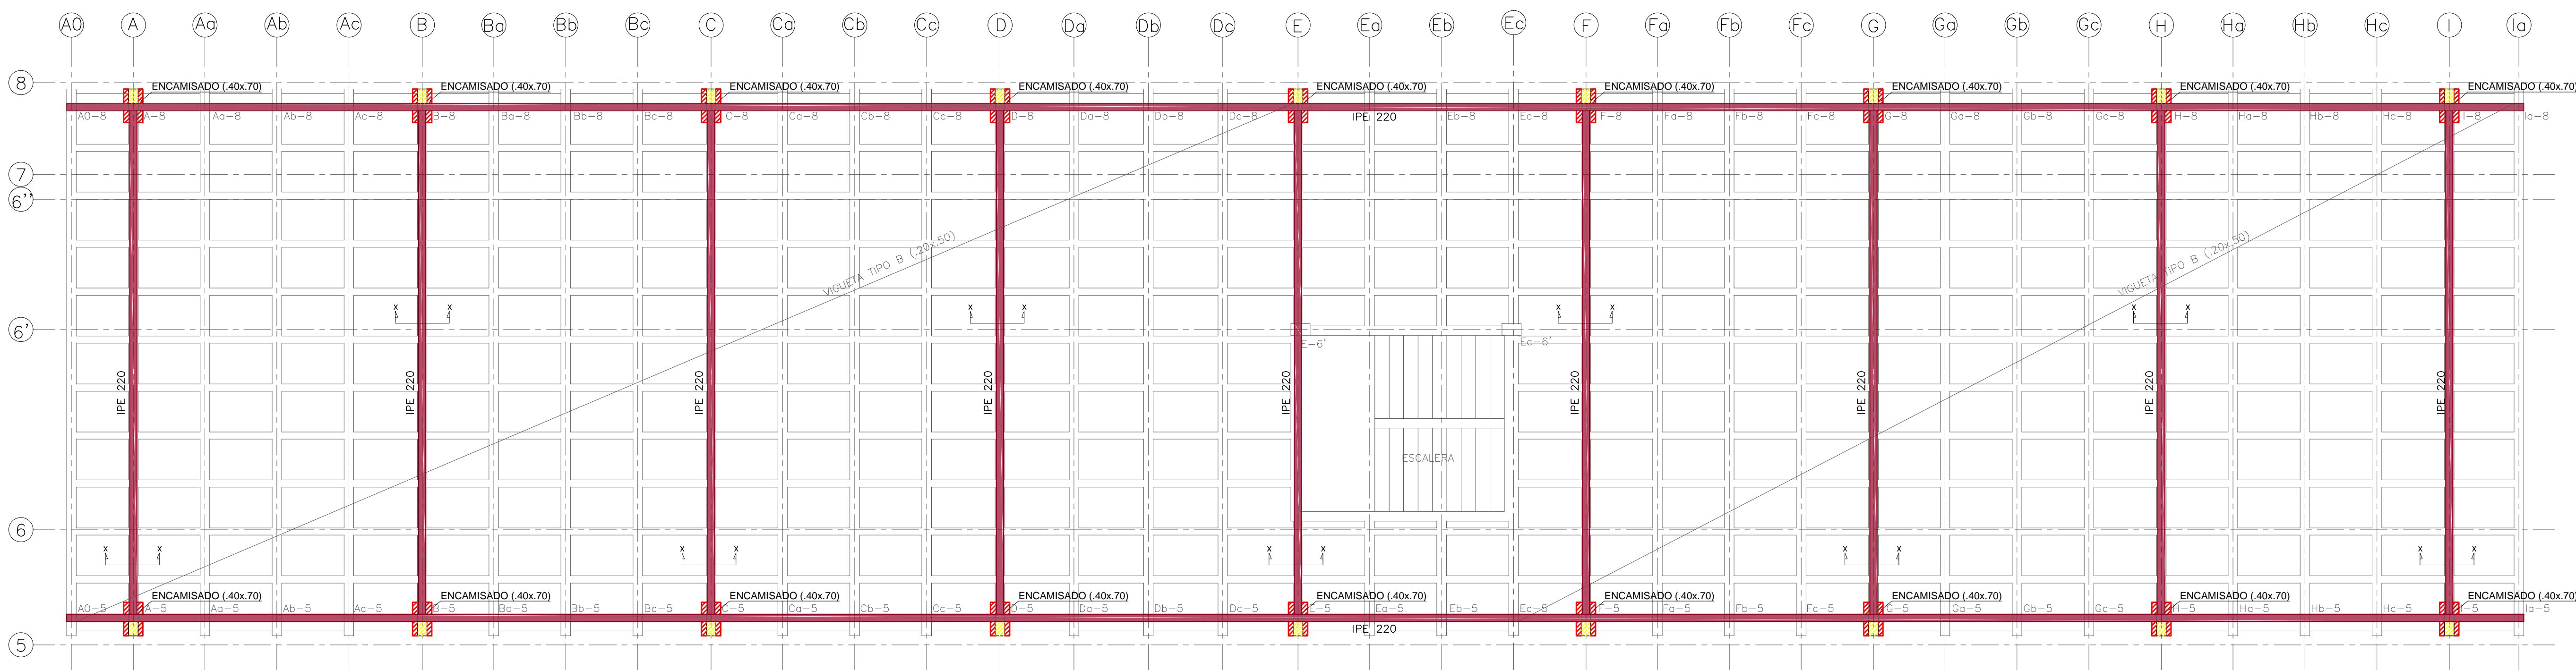 A0 A Aa Ab Ac B Ba Bb Bc C Ca Cb Cc D Da Db Dc E Ea Eb Ec F Fa Fb Fc G Ga Gb Gc H Ha Hb Hc I Ia
8
ENCAMISADO (.40x.70) ENCAMISADO (.40x.70) ENCAMISADO (.40x.70) ENCAMISADO (.40x.70) ENCAMISADO (.40x.70) ENCAMISADO (.40x.70) ENCAMISADO (.40x.70) ENCAMISADO (.40x.70) ENCAMISADO (.40x.70)
A0-8 A-8 Aa-8 Ab-8 Ac-8 B-8 Ba-8 Bb-8 Bc-8 C-8 Ca-8 Cb-8 Cc-8 D-8 Da-8 Db-8 Dc-8 IPE 220 Eb-8 Ec-8 F-8 Fa-8 Fb-8 Fc-8 G-8 Ga-8 Gb-8 Gc-8 H-8 Ha-8 Hb-8 Hc-8 I-8 Ia-8
7
6''
VIGUETA TIPO B (.20x.50) VIGUETA TIPO B (.20x.50)
x x x x x x x x
6'
E-6' Ec-6'
IPE 220 IPE 220 IPE 220 IPE 220 IPE 220 IPE 220 IPE 220 IPE 220 IPE 220
ESCALERA
6
x x x x x x x x x x
ENCAMISADO (.40x.70) ENCAMISADO (.40x.70) ENCAMISADO (.40x.70) ENCAMISADO (.40x.70) ENCAMISADO (.40x.70) ENCAMISADO (.40x.70) ENCAMISADO (.40x.70) ENCAMISADO (.40x.70) ENCAMISADO (.40x.70)
A0-5 A-5 Aa-5 Ab-5 Ac-5 B-5 Ba-5 Bb-5 Bc-5 C-5 Ca-5 Cb-5 Cc-5 D-5 Da-5 Db-5 Dc-5 E-5 Ea-5 Eb-5 Ec-5 F-5 Fa-5 Fb-5 Fc-5 G-5 Ga-5 Gb-5 Gc-5 H-5 Ha-5 Hb-5 Hc-5 I-5 Ia-5
IPE 220
5